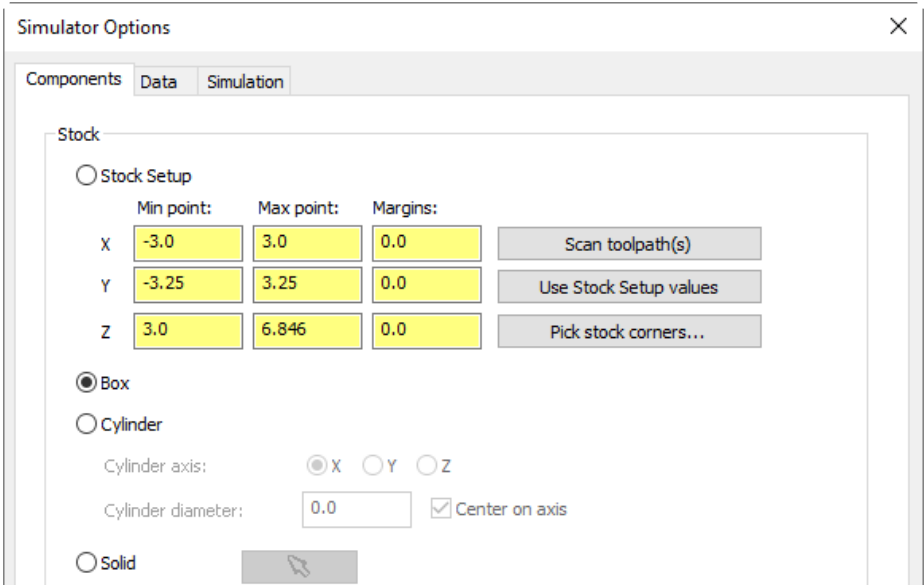 Simulator Options
Components Data Simulation
Stock
Stock Setup
Min point: Max point: Margins:
X -3.0 3.0 0.0 Scan toolpath(s)
Y -3.25 3.25 0.0 Use Stock Setup values
Z 3.0 6.846 0.0 Pick stock corners...
Box
Cylinder
Cylinder axis: X Y Z
Cylinder diameter: 0.0 Center on axis
Solid